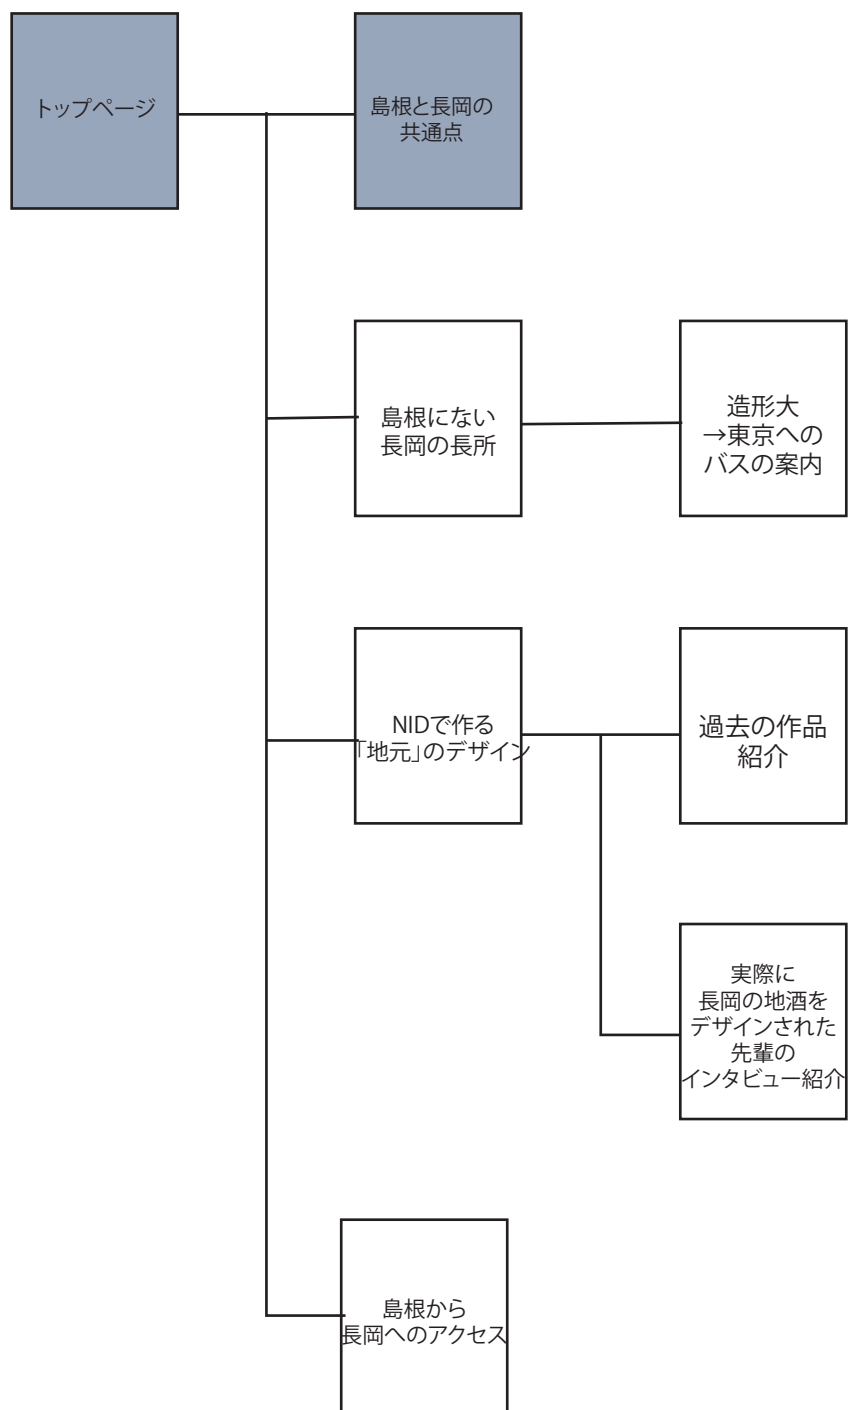 トップページ
島根と長岡の
共通点
島根にない
長岡の長所
造形大
→東京への
バスの案内
NIDで作る
「地元」のデザイン
過去の作品
紹介
実際に
長岡の地酒を
デザインされた
先輩の
インタビュー紹介
島根から
長岡へのアクセス